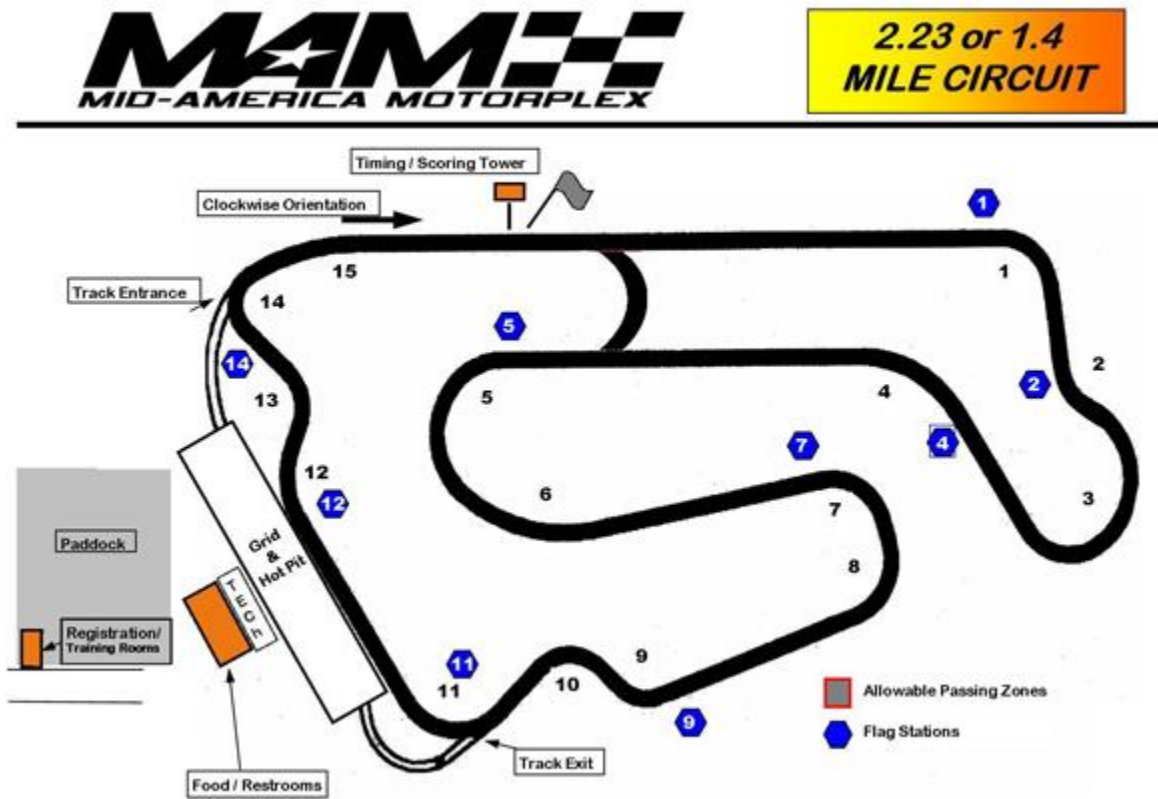 MAM
MID-AMERICA MOTORPLEX
2.23 or 1.4
MILE CIRCUIT
Timing / Scoring Tower
Clockwise Orientation
1
15
1
Track Entrance
14
5
14
2
2
13
5
4
4
7
12
12
6
7
3
Paddock
Grid
&
Hot Pit
8
TECH
Registration/
Training Rooms
11
11
10
9
9
Allowable Passing Zones
Flag Stations
Track Exit
Food / Restrooms